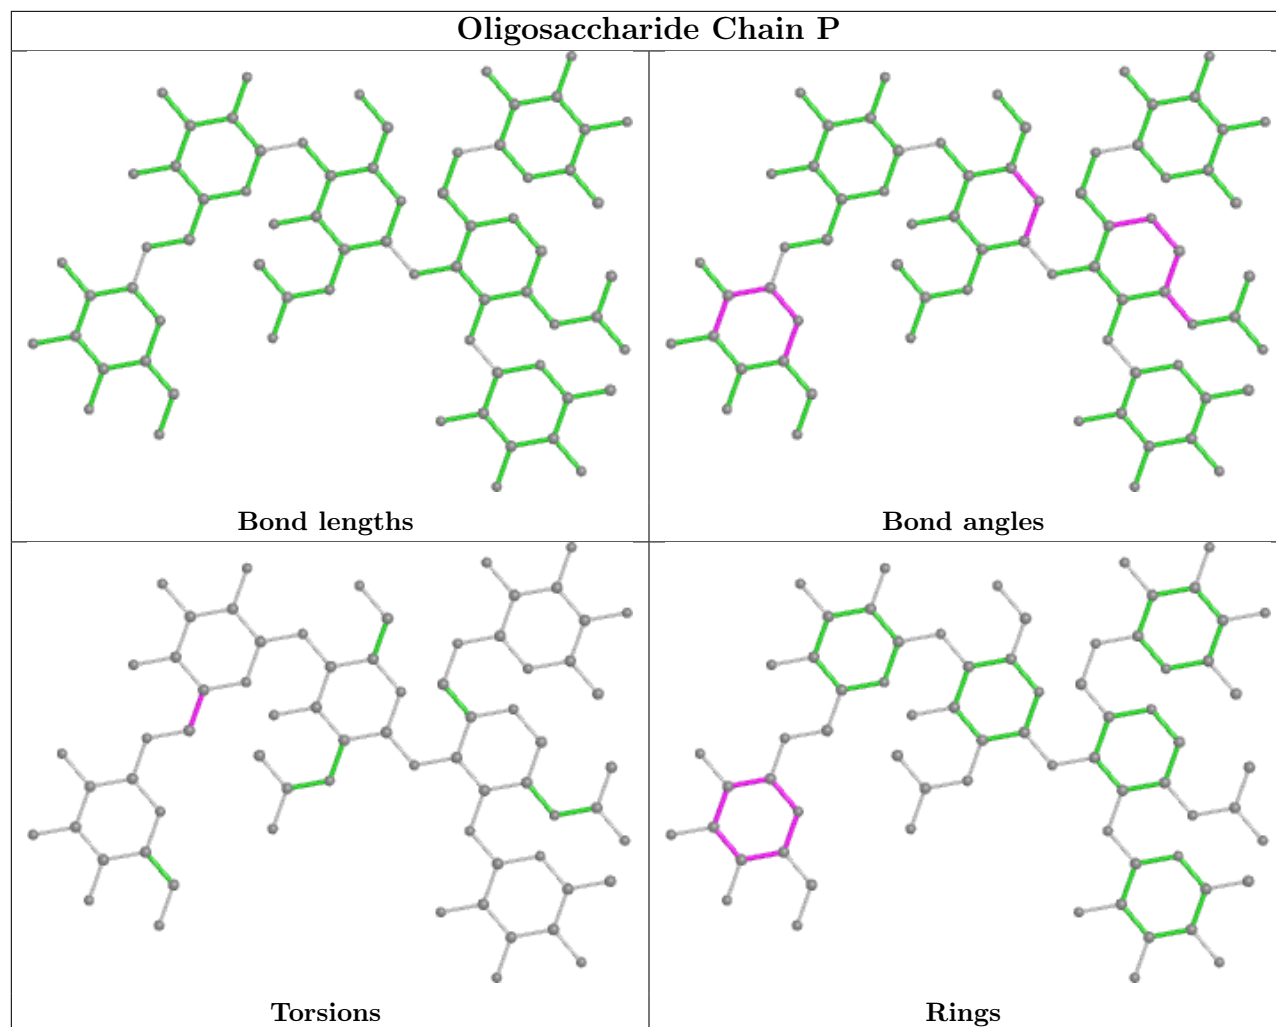 Oligosaccharide Chain P
Bond lengths
Bond angles
Torsions
Rings